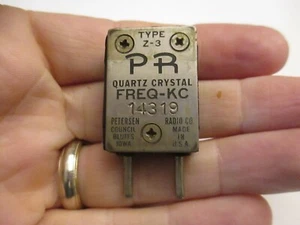 TYPE
Z-3
PR
QUARTZ CRYSTAL
FREQ-KC
14319
PETERSEN RADIO CO
COUNCIL MADE
BLUFFS IN
IOWA U.S.A.